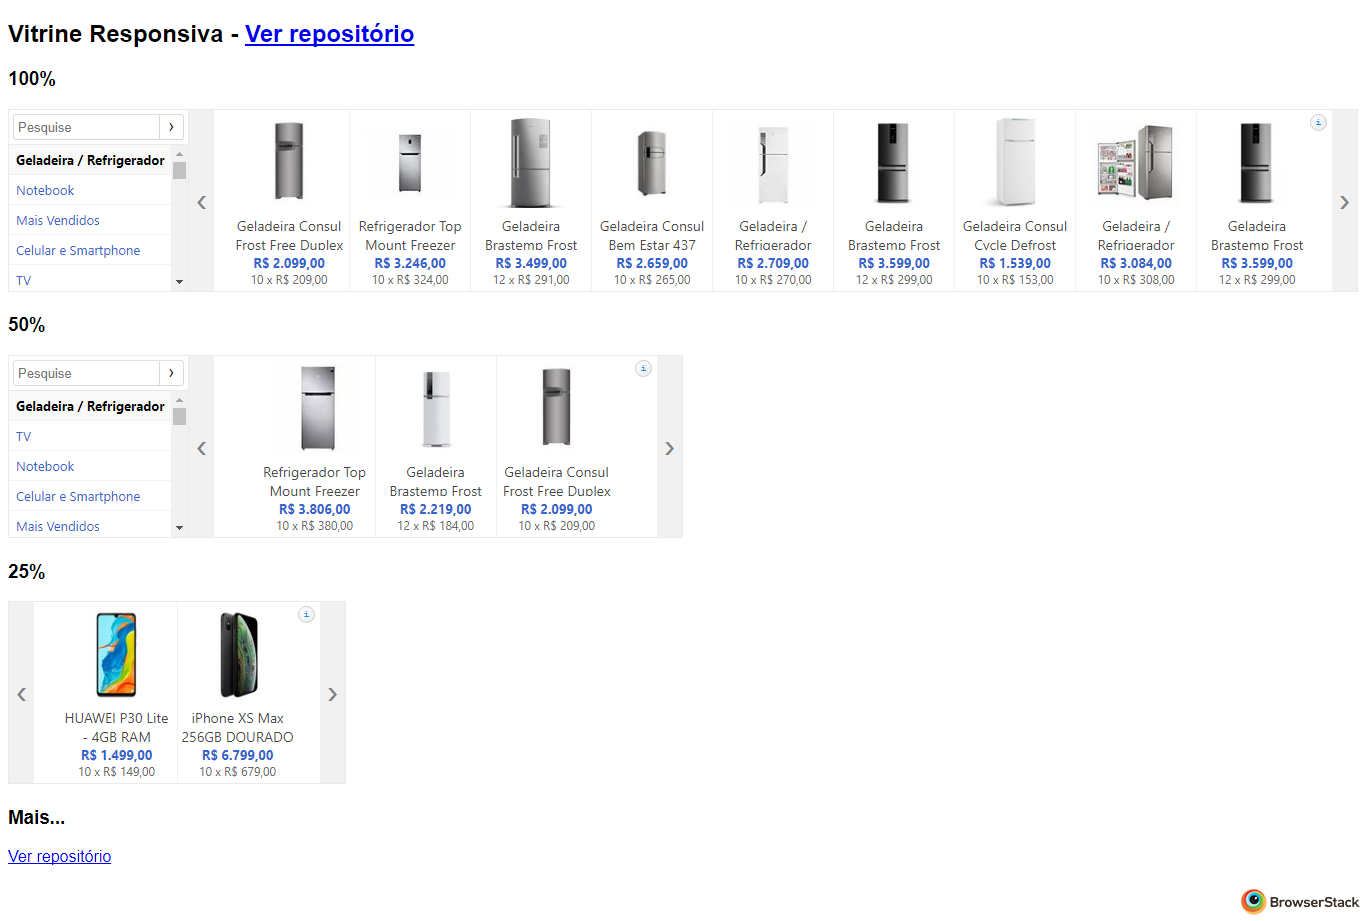 Vitrine Responsiva - Ver repositório
100%
Pesquise ›
Geladeira / Refrigerador
Notebook
Mais Vendidos
Celular e Smartphone
TV
‹
Geladeira Consul
Frost Free Duplex
R$ 2.099,00
10 x R$ 209,00
Refrigerador Top
Mount Freezer
R$ 3.246,00
10 x R$ 324,00
Geladeira
Brastemp Frost
R$ 3.499,00
12 x R$ 291,00
Geladeira Consul
Bem Estar 437
R$ 2.659,00
10 x R$ 265,00
Geladeira /
Refrigerador
R$ 2.709,00
10 x R$ 270,00
Geladeira
Brastemp Frost
R$ 3.599,00
12 x R$ 299,00
Geladeira Consul
Cycle Defrost
R$ 1.539,00
10 x R$ 153,00
Geladeira /
Refrigerador
R$ 3.084,00
10 x R$ 308,00
Geladeira
Brastemp Frost
R$ 3.599,00
12 x R$ 299,00
i
›
50%
Pesquise ›
Geladeira / Refrigerador
TV
Notebook
Celular e Smartphone
Mais Vendidos
‹
Refrigerador Top
Mount Freezer
R$ 3.806,00
10 x R$ 380,00
Geladeira
Brastemp Frost
R$ 2.219,00
12 x R$ 184,00
Geladeira Consul
Frost Free Duplex
R$ 2.099,00
10 x R$ 209,00
i
›
25%
‹
HUAWEI P30 Lite
- 4GB RAM
R$ 1.499,00
10 x R$ 149,00
iPhone XS Max
256GB DOURADO
R$ 6.799,00
10 x R$ 679,00
i
›
Mais...
Ver repositório
BrowserStack